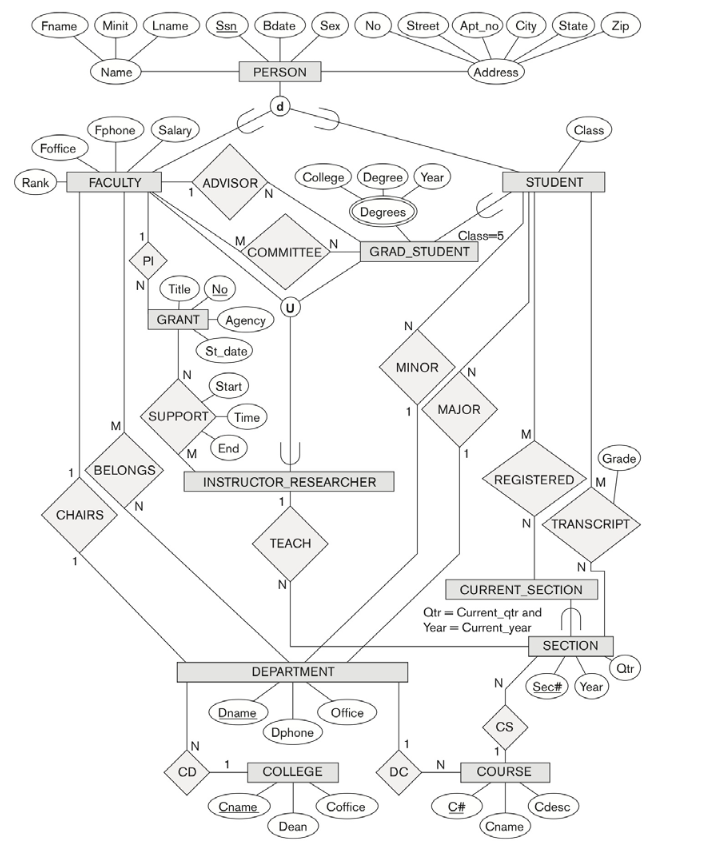 Fname Minit Lname Ssn Bdate Sex No Street Apt_no City State Zip
Name PERSON Address
d
Foffice Fphone Salary Class
Rank FACULTY ADVISOR College Degree Year STUDENT
1 N
Degrees
Class=5
1 M COMMITTEE N GRAD_STUDENT
PI
N Title No U
GRANT Agency
St_date N
N MINOR N
Start
SUPPORT Time 1 MAJOR
M End M
1 BELONGS M 1 Grade
INSTRUCTOR_RESEARCHER REGISTERED M
CHAIRS N 1 N TRANSCRIPT
TEACH
1 N N
CURRENT_SECTION
Qtr = Current_qtr and
Year = Current_year
SECTION
DEPARTMENT Qtr
N Sec# Year
Dname Dphone Office
CS
N 1 1
CD 1 COLLEGE DC N COURSE
Cname Coffice C# Cdesc
Dean Cname